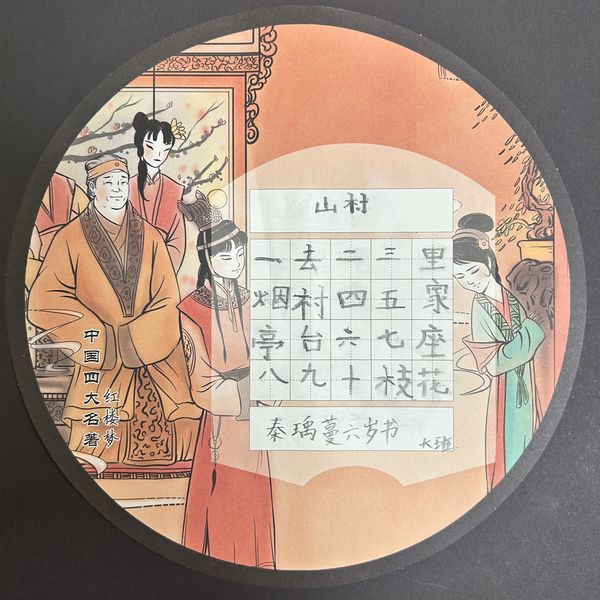 山村
一去二三里
烟村四五家
亭台六七座
八九十枝花
秦瑀蔓六岁书
大班
中国四大名著
红楼梦